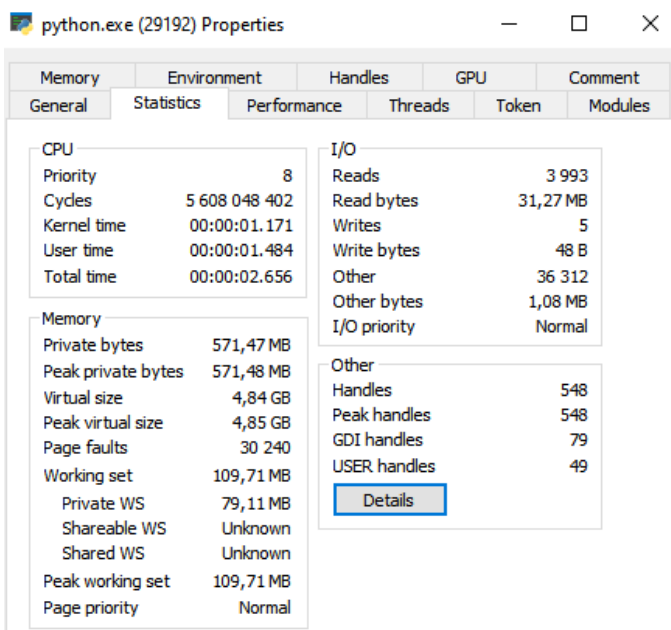 python.exe (29192) Properties
Memory Environment Handles GPU Comment
General Statistics Performance Threads Token Modules
CPU
Priority 8
Cycles 5 608 048 402
Kernel time 00:00:01.171
User time 00:00:01.484
Total time 00:00:02.656
Memory
Private bytes 571,47 MB
Peak private bytes 571,48 MB
Virtual size 4,84 GB
Peak virtual size 4,85 GB
Page faults 30 240
Working set 109,71 MB
Private WS 79,11 MB
Shareable WS Unknown
Shared WS Unknown
Peak working set 109,71 MB
Page priority Normal
I/O
Reads 3 993
Read bytes 31,27 MB
Writes 5
Write bytes 48 B
Other 36 312
Other bytes 1,08 MB
I/O priority Normal
Other
Handles 548
Peak handles 548
GDI handles 79
USER handles 49
Details